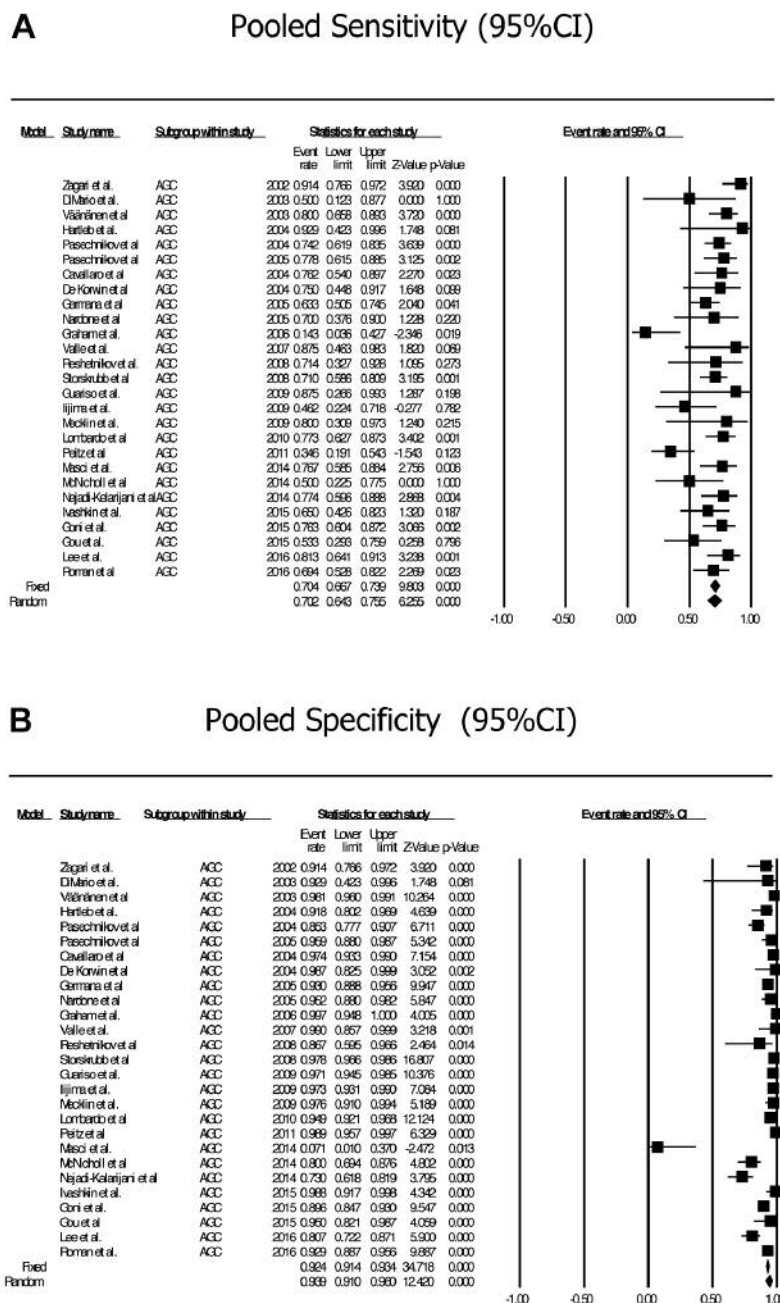 A Pooled Sensitivity (95%CI)
Model Study name Subgroup within study Statistics for each study Event rate and 95% CI
Event Lower Upper
rate limit limit Z-Value p-Value
Zagari et al. AGC 2002 0.914 0.766 0.972 3.920 0.000
DiMario et al. AGC 2003 0.500 0.123 0.877 0.000 1.000
Väänänen et al AGC 2003 0.800 0.658 0.893 3.720 0.000
Hartleb et al. AGC 2004 0.929 0.423 0.996 1.748 0.081
Pasechnikov et al AGC 2004 0.742 0.619 0.835 3.639 0.000
Pasechnikov et al AGC 2005 0.778 0.615 0.885 3.125 0.002
Cavallaro et al AGC 2004 0.762 0.540 0.897 2.270 0.023
De Korwin et al AGC 2004 0.750 0.448 0.917 1.648 0.099
Germana et al AGC 2005 0.633 0.505 0.745 2.040 0.041
Nardone et al AGC 2005 0.700 0.376 0.900 1.228 0.220
Graham et al. AGC 2006 0.143 0.036 0.427 -2.346 0.019
Valle et al. AGC 2007 0.875 0.463 0.983 1.820 0.069
Reshetnikov et al. AGC 2008 0.714 0.327 0.928 1.095 0.273
Storskrubb et al AGC 2008 0.710 0.586 0.809 3.195 0.001
Guariso et al. AGC 2009 0.875 0.266 0.993 1.287 0.198
Iijima et al. AGC 2009 0.462 0.224 0.718 -0.277 0.782
Mecklin et al. AGC 2009 0.800 0.309 0.973 1.240 0.215
Lombardo et al AGC 2010 0.773 0.627 0.873 3.402 0.001
Peitz et al AGC 2011 0.346 0.191 0.543 -1.543 0.123
Masci et al. AGC 2014 0.767 0.585 0.884 2.756 0.006
McNicholl et al AGC 2014 0.500 0.225 0.775 0.000 1.000
Najadi-Kelarijani et al AGC 2014 0.774 0.596 0.888 2.868 0.004
Ivashkin et al. AGC 2015 0.650 0.426 0.823 1.320 0.187
Goni et al. AGC 2015 0.763 0.604 0.872 3.066 0.002
Gou et al. AGC 2015 0.533 0.293 0.759 0.258 0.796
Lee et al. AGC 2016 0.813 0.641 0.913 3.238 0.001
Roman et al. AGC 2016 0.694 0.528 0.822 2.269 0.023
Fixed 0.704 0.667 0.739 9.803 0.000
Random 0.702 0.643 0.755 6.255 0.000
-1.00 -0.50 0.00 0.50 1.00
B Pooled Specificity (95%CI)
Model Study name Subgroup within study Statistics for each study Event rate and 95% CI
Event Lower Upper
rate limit limit Z-Value p-Value
Zagari et al. AGC 2002 0.914 0.766 0.972 3.920 0.000
DiMario et al. AGC 2003 0.929 0.423 0.996 1.748 0.081
Väänänen et al AGC 2003 0.981 0.960 0.991 10.264 0.000
Hartleb et al. AGC 2004 0.918 0.802 0.969 4.639 0.000
Pasechnikov et al AGC 2004 0.853 0.777 0.907 6.711 0.000
Pasechnikov et al AGC 2005 0.959 0.880 0.987 5.342 0.000
Cavallaro et al AGC 2004 0.974 0.933 0.990 7.154 0.000
De Korwin et al AGC 2004 0.987 0.825 0.999 3.052 0.002
Germana et al AGC 2005 0.930 0.888 0.956 9.947 0.000
Nardone et al AGC 2005 0.952 0.880 0.982 5.847 0.000
Graham et al. AGC 2006 0.997 0.948 1.000 4.005 0.000
Valle et al. AGC 2007 0.990 0.857 0.999 3.218 0.001
Reshetnikov et al AGC 2008 0.867 0.595 0.966 2.464 0.014
Storskrubb et al AGC 2008 0.978 0.966 0.986 16.807 0.000
Guariso et al. AGC 2009 0.971 0.945 0.985 10.376 0.000
Iijima et al. AGC 2009 0.973 0.931 0.990 7.084 0.000
Mecklin et al. AGC 2009 0.976 0.910 0.994 5.189 0.000
Lombardo et al AGC 2010 0.949 0.921 0.968 12.124 0.000
Peitz et al AGC 2011 0.989 0.957 0.997 6.329 0.000
Masci et al. AGC 2014 0.071 0.010 0.370 -2.472 0.013
McNicholl et al AGC 2014 0.800 0.694 0.876 4.802 0.000
Najadi-Kalarijani et al AGC 2014 0.730 0.618 0.819 3.795 0.000
Ivashkin et al. AGC 2015 0.988 0.917 0.998 4.342 0.000
Goni et al. AGC 2015 0.896 0.847 0.930 9.547 0.000
Gou et al AGC 2015 0.950 0.821 0.987 4.059 0.000
Lee et al. AGC 2016 0.807 0.722 0.871 5.900 0.000
Roman et al. AGC 2016 0.929 0.887 0.956 9.887 0.000
Fixed 0.924 0.914 0.934 34.718 0.000
Random 0.939 0.910 0.960 12.420 0.000
-1.00 -0.50 0.00 0.50 1.00